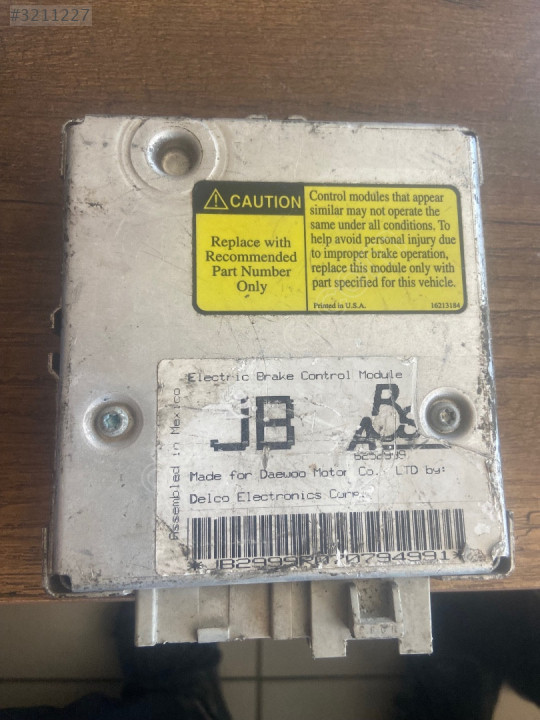 #3211227
CAUTION
Replace with
Recommended
Part Number
Only
Control modules that appear
similar may not operate the
same under all conditions. To
help avoid personal injury due
to improper brake operation,
replace this module only with
part specified for this vehicle.
Printed in U.S.A.
16213184
Assembled in Mexico
Electric Brake Control Module
JB
Made for Daewoo Motor Co., LTD by:
Delco Electronics Corp.